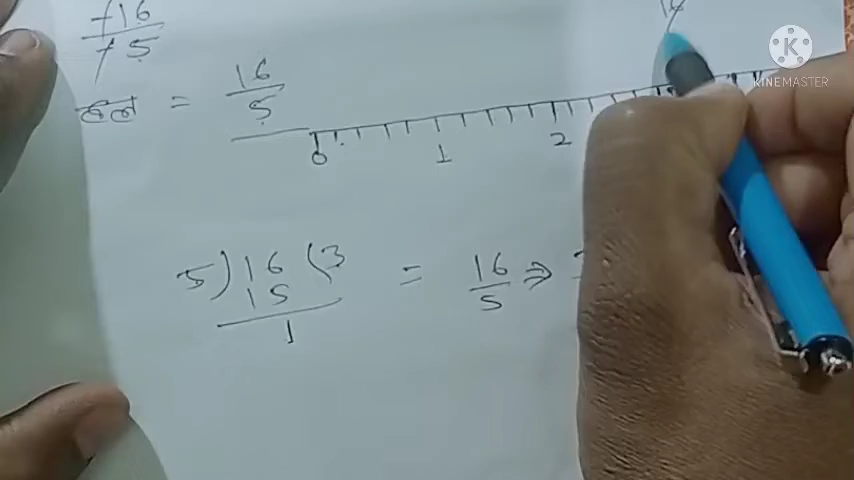 +16
+5
हल = 16/5
0 1 2
5) 16 (3 = 16/5 ⇒
15
1
K
KINEMASTER